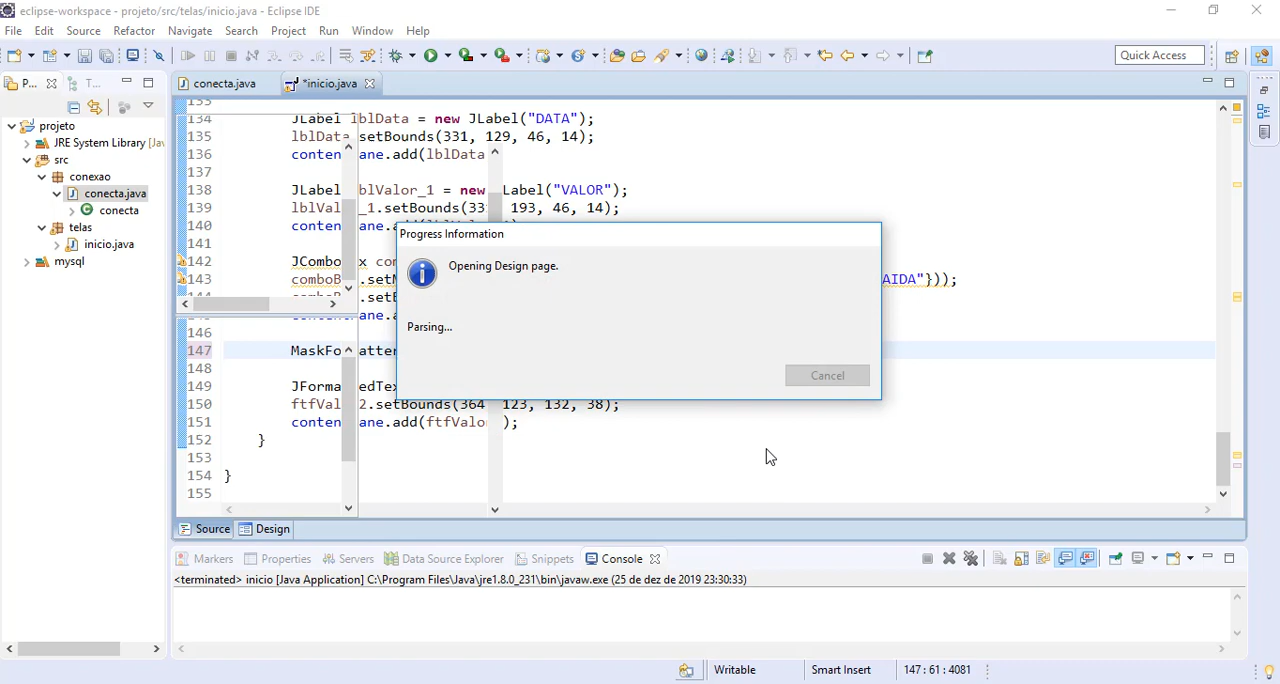 eclipse-workspace - projeto/src/telas/inicio.java - Eclipse IDE
File Edit Source Refactor Navigate Search Project Run Window Help
Quick Access
P... T...
conecta.java *inicio.java
projeto
JRE System Library [Jav
src
conexao
conecta.java
conecta
telas
inicio.java
mysql
133
134 JLabel lblData = new JLabel("DATA");
135 lblData.setBounds(331, 129, 46, 14);
136 conten ane.add(lblData
137
138 JLabel blValor_1 = new Label("VALOR");
139 lblVal _1.setBounds(33 193, 46, 14);
140 conten
141
142 JCombo x com
143 comboB .setM AIDA"}));
144 comboB .setB
ane.a
146
147 MaskFo atter
148
149 JForma edTex
150 ftfVal 2.setBounds(364 123, 132, 38);
151 conten ane.add(ftfValo );
152 }
153
154 }
155
Progress Information
Opening Design page.
Parsing...
Cancel
Source Design
Markers Properties Servers Data Source Explorer Snippets Console
<terminated> inicio [Java Application] C:\Program Files\Java\jre1.8.0_231\bin\javaw.exe (25 de dez de 2019 23:30:33)
Writable Smart Insert 147 : 61 : 4081